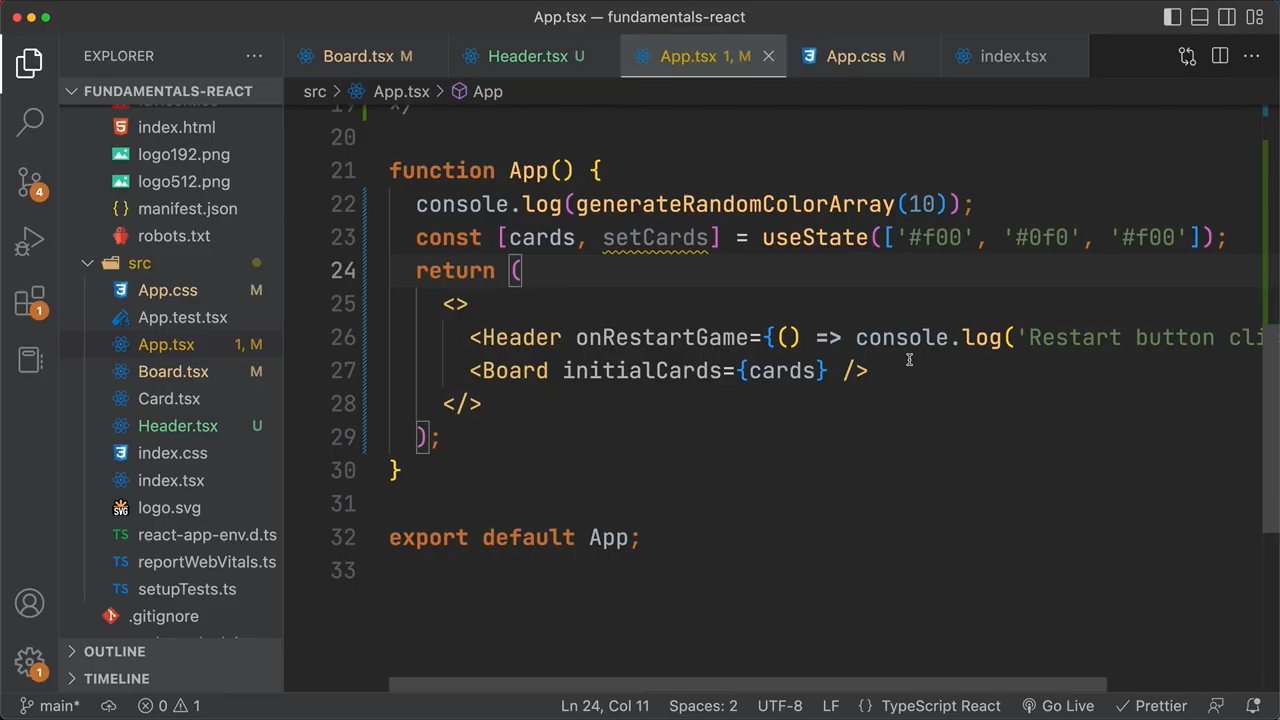 App.tsx — fundamentals-react
EXPLORER
Board.tsx M
Header.tsx U
App.tsx 1, M
App.css M
index.tsx
FUNDAMENTALS-REACT
src > App.tsx > App
index.html
logo192.png
logo512.png
manifest.json
robots.txt
src
App.css M
App.test.tsx
App.tsx 1, M
Board.tsx M
Card.tsx
Header.tsx U
index.css
index.tsx
logo.svg
react-app-env.d.ts
reportWebVitals.ts
setupTests.ts
.gitignore
OUTLINE
TIMELINE
4
1
1
19 */
20
21 function App() {
22 console.log(generateRandomColorArray(10));
23 const [cards, setCards] = useState(['#f00', '#0f0', '#f00']);
24 return (
25 <>
26 <Header onRestartGame={() => console.log('Restart button cli
27 <Board initialCards={cards} />
28 </>
29 );
30 }
31
32 export default App;
33
main* 0 1 Ln 24, Col 11 Spaces: 2 UTF-8 LF {} TypeScript React Go Live Prettier